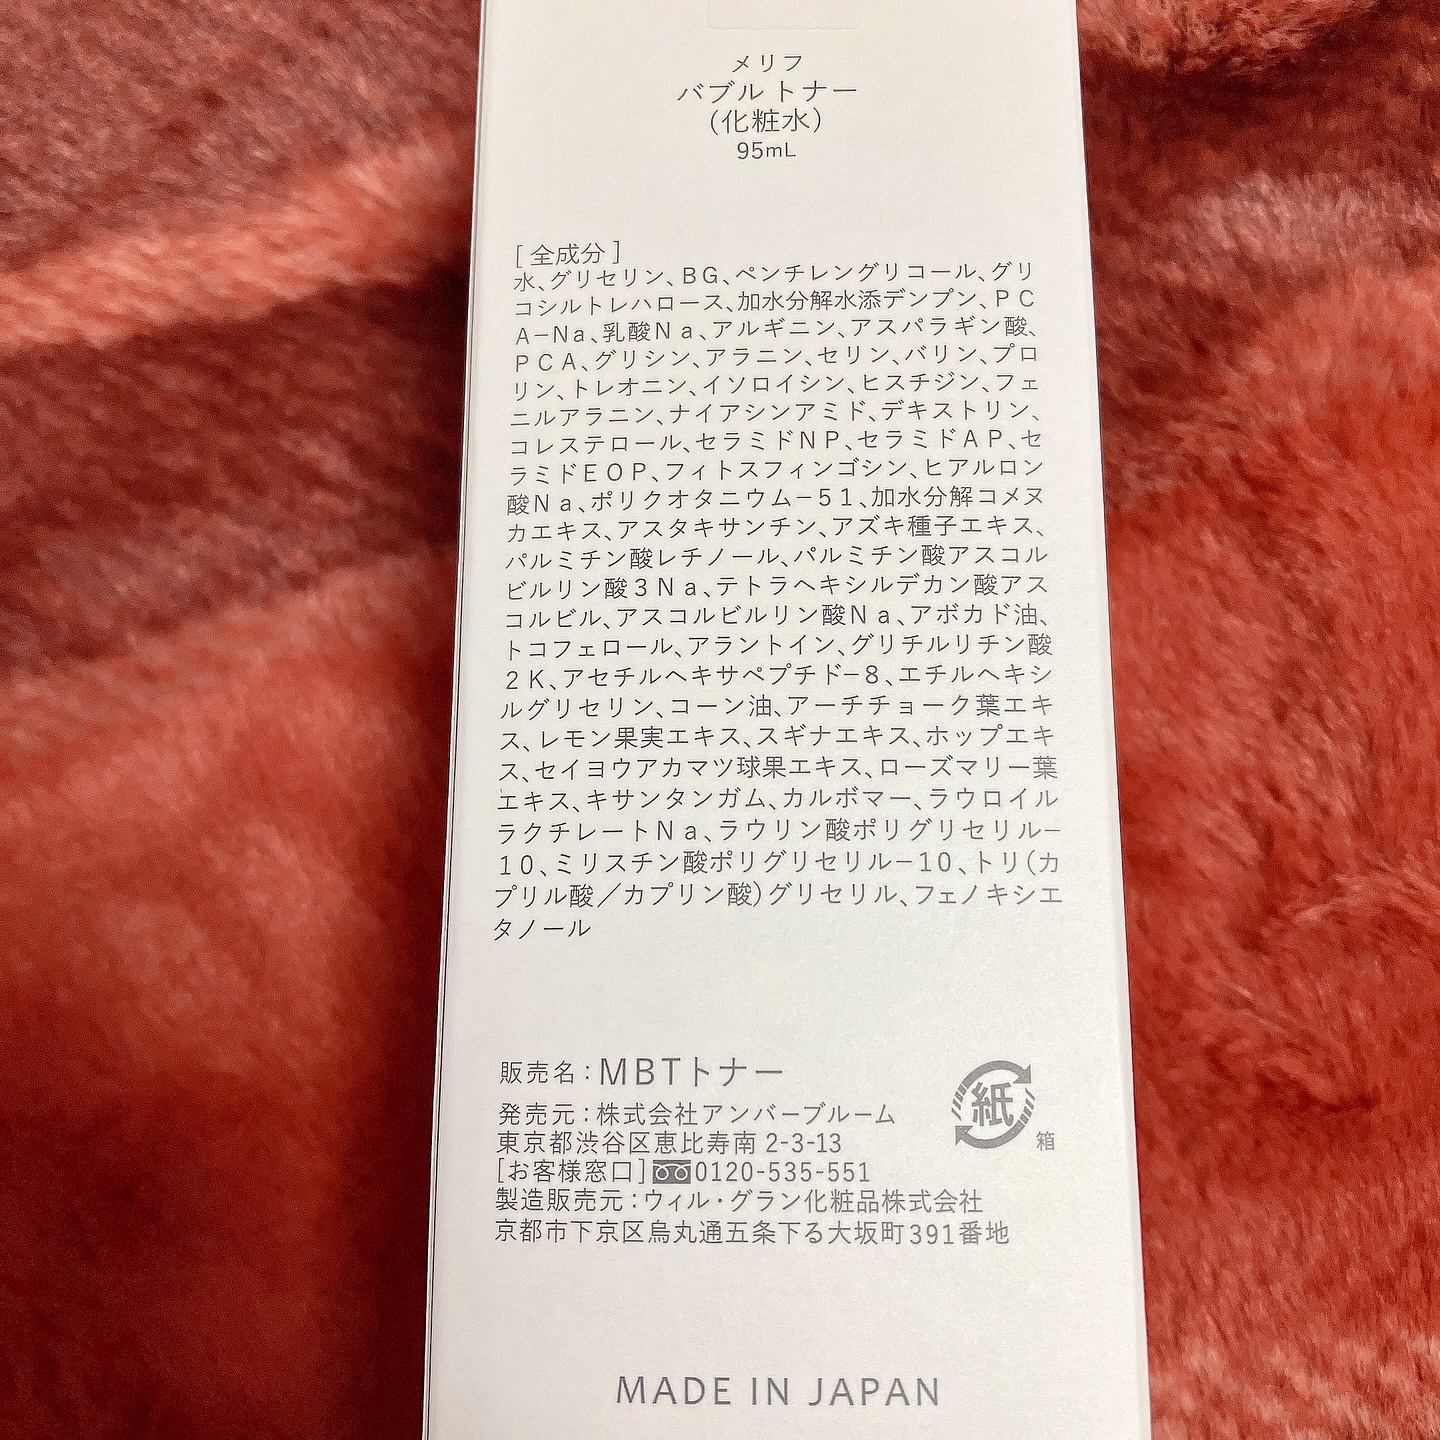 メリフ
バブルトナー
(化粧水)
95mL
[全成分]
水、グリセリン、BG、ペンチレングリコール、グリ
コシルトレハロース、加水分解水添デンプン、PC
A−Na、乳酸Na、アルギニン、アスパラギン酸、
PCA、グリシン、アラニン、セリン、バリン、プロ
リン、トレオニン、イソロイシン、ヒスチジン、フェ
ニルアラニン、ナイアシンアミド、デキストリン、
コレステロール、セラミドNP、セラミドAP、セ
ラミドEOP、フィトスフィンゴシン、ヒアルロン
酸Na、ポリクオタニウム−51、加水分解コメヌ
カエキス、アスタキサンチン、アズキ種子エキス、
パルミチン酸レチノール、パルミチン酸アスコル
ビルリン酸3Na、テトラヘキシルデカン酸アス
コルビル、アスコルビルリン酸Na、アボカド油、
トコフェロール、アラントイン、グリチルリチン酸
2K、アセチルヘキサペプチド−8、エチルヘキシ
ルグリセリン、コーン油、アーチチョーク葉エキ
ス、レモン果実エキス、スギナエキス、ホップエキ
ス、セイヨウアカマツ球果エキス、ローズマリー葉
エキス、キサンタンガム、カルボマー、ラウロイル
ラクチレートNa、ラウリン酸ポリグリセリル−
10、ミリスチン酸ポリグリセリル−10、トリ(カ
プリル酸／カプリン酸)グリセリル、フェノキシエ
タノール
販売名:MBTトナー
発売元:株式会社アンバーブルーム
東京都渋谷区恵比寿南 2-3-13
[お客様窓口]0120-535-551
製造販売元:ウィル・グラン化粧品株式会社
京都市下京区烏丸通五条下る大坂町391番地
紙
箱
MADE IN JAPAN